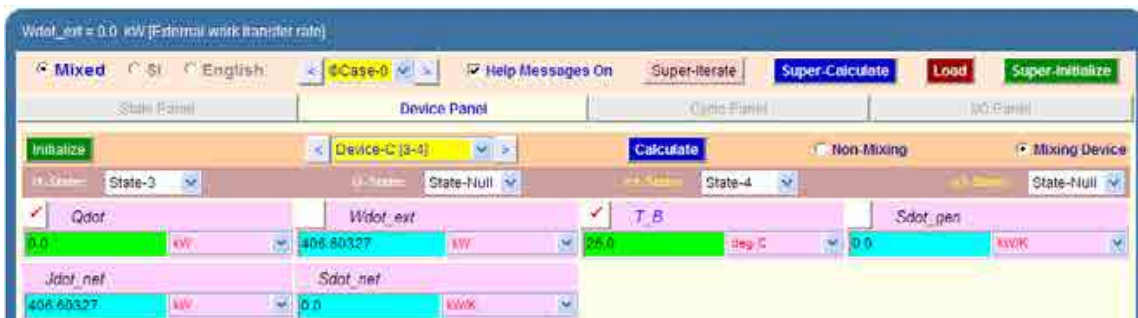 Wdot_ext = 0.0 kW [External work transfer rate]
Mixed SI English < ©Case-0 > Help Messages On Super-Iterate Super-Calculate Load Super-Initialize
State Panel Device Panel Cycle Panel I/O Panel
Initialize < Device-C [3-4] > Calculate Non-Mixing Mixing Device
State-3 State-Null State-4 State-Null
Qdot Wdot_ext T_B Sdot_gen
0.0 kW 406.60327 kW 25.0 deg-C 0.0 kW/K
Jdot_net Sdot_net
406.60327 kW 0.0 kW/K